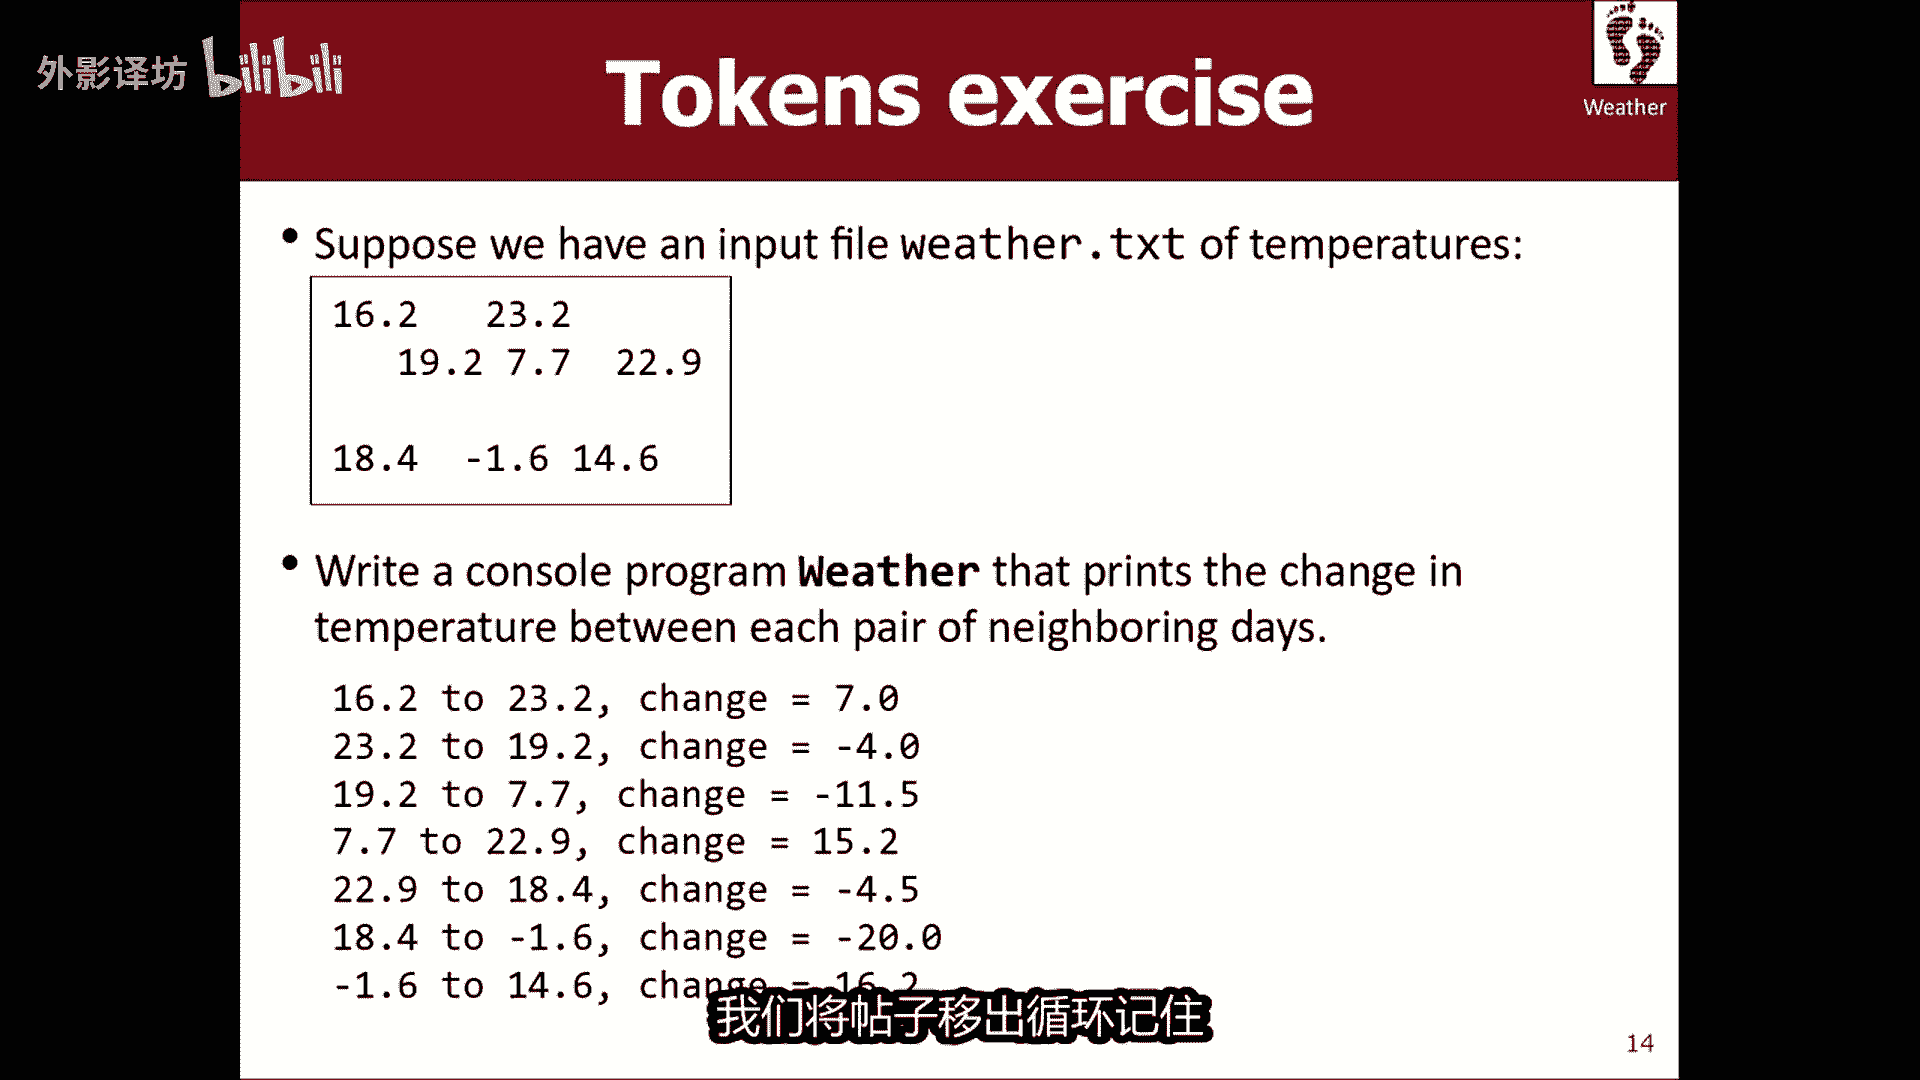 外影译坊 bilibili
Tokens exercise
Weather
• Suppose we have an input file weather.txt of temperatures:
16.2 23.2
19.2 7.7 22.9
18.4 -1.6 14.6
• Write a console program Weather that prints the change in
temperature between each pair of neighboring days.
16.2 to 23.2, change = 7.0
23.2 to 19.2, change = -4.0
19.2 to 7.7, change = -11.5
7.7 to 22.9, change = 15.2
22.9 to 18.4, change = -4.5
18.4 to -1.6, change = -20.0
-1.6 to 14.6, change = 16.2
我们将帖子移出循环记住
14